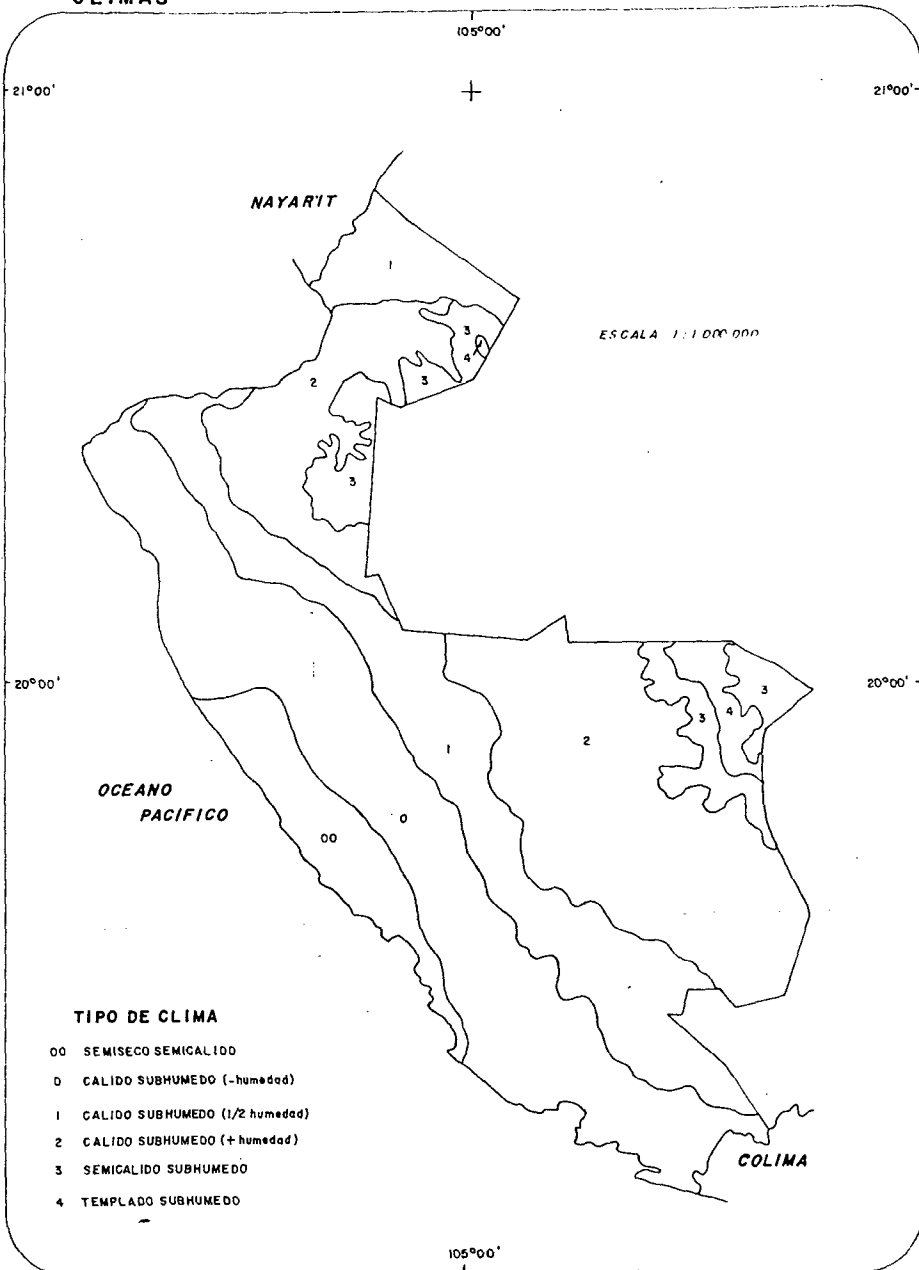 CLIMAS
105°00'
21°00'
21°00'
NAYARIT
1
ESCALA 1:1 000 000
3
4
3
2
3
20°00'
20°00'
3
4
3
2
1
OCEANO
PACIFICO
0
00
TIPO DE CLIMA
00 SEMISECO SEMICALIDO
0 CALIDO SUBHUMEDO (-humedad)
1 CALIDO SUBHUMEDO (1/2 humedad)
2 CALIDO SUBHUMEDO (+ humedad)
3 SEMICALIDO SUBHUMEDO
4 TEMPLADO SUBHUMEDO
COLIMA
105°00'